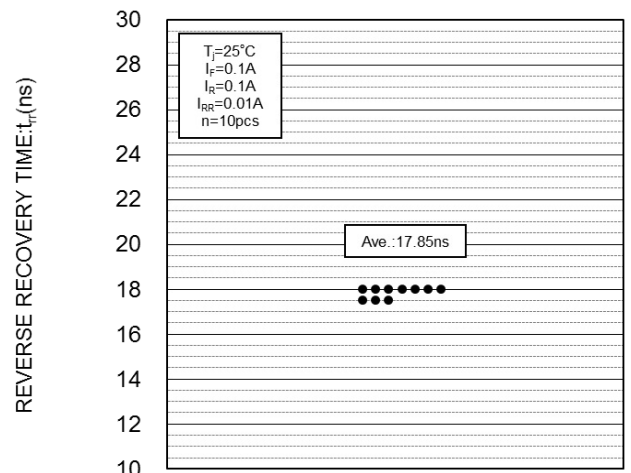 30
28
26
24
22
20
18
16
14
12
10
REVERSE RECOVERY TIME:trr(ns)
Tj=25°C
IF=0.1A
IR=0.1A
IRR=0.01A
n=10pcs
Ave.:17.85ns